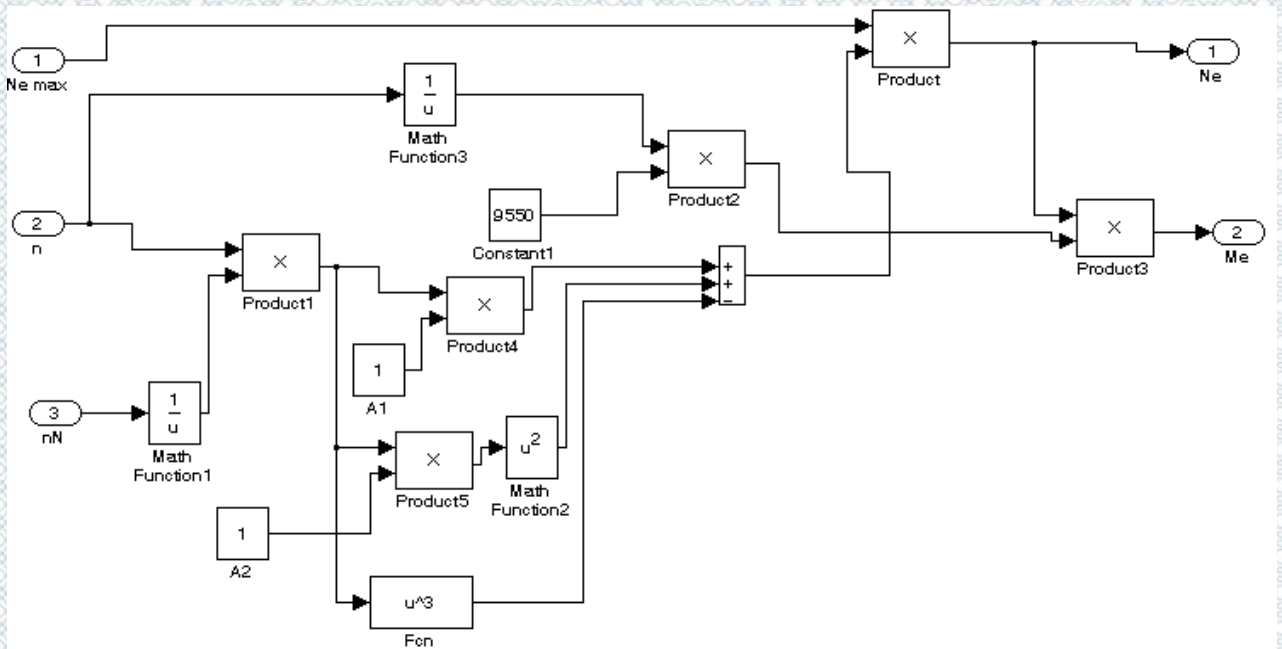 ×
Product
1
Ne max
1
Ne
1
u
Math
Function3
×
Product2
9550
Constant1
2
n
×
Product1
×
Product3
2
Me
+
+
−
×
Product4
1
A1
3
nN
1
u
Math
Function1
×
Product5
u²
Math
Function2
1
A2
u^3
Fcn